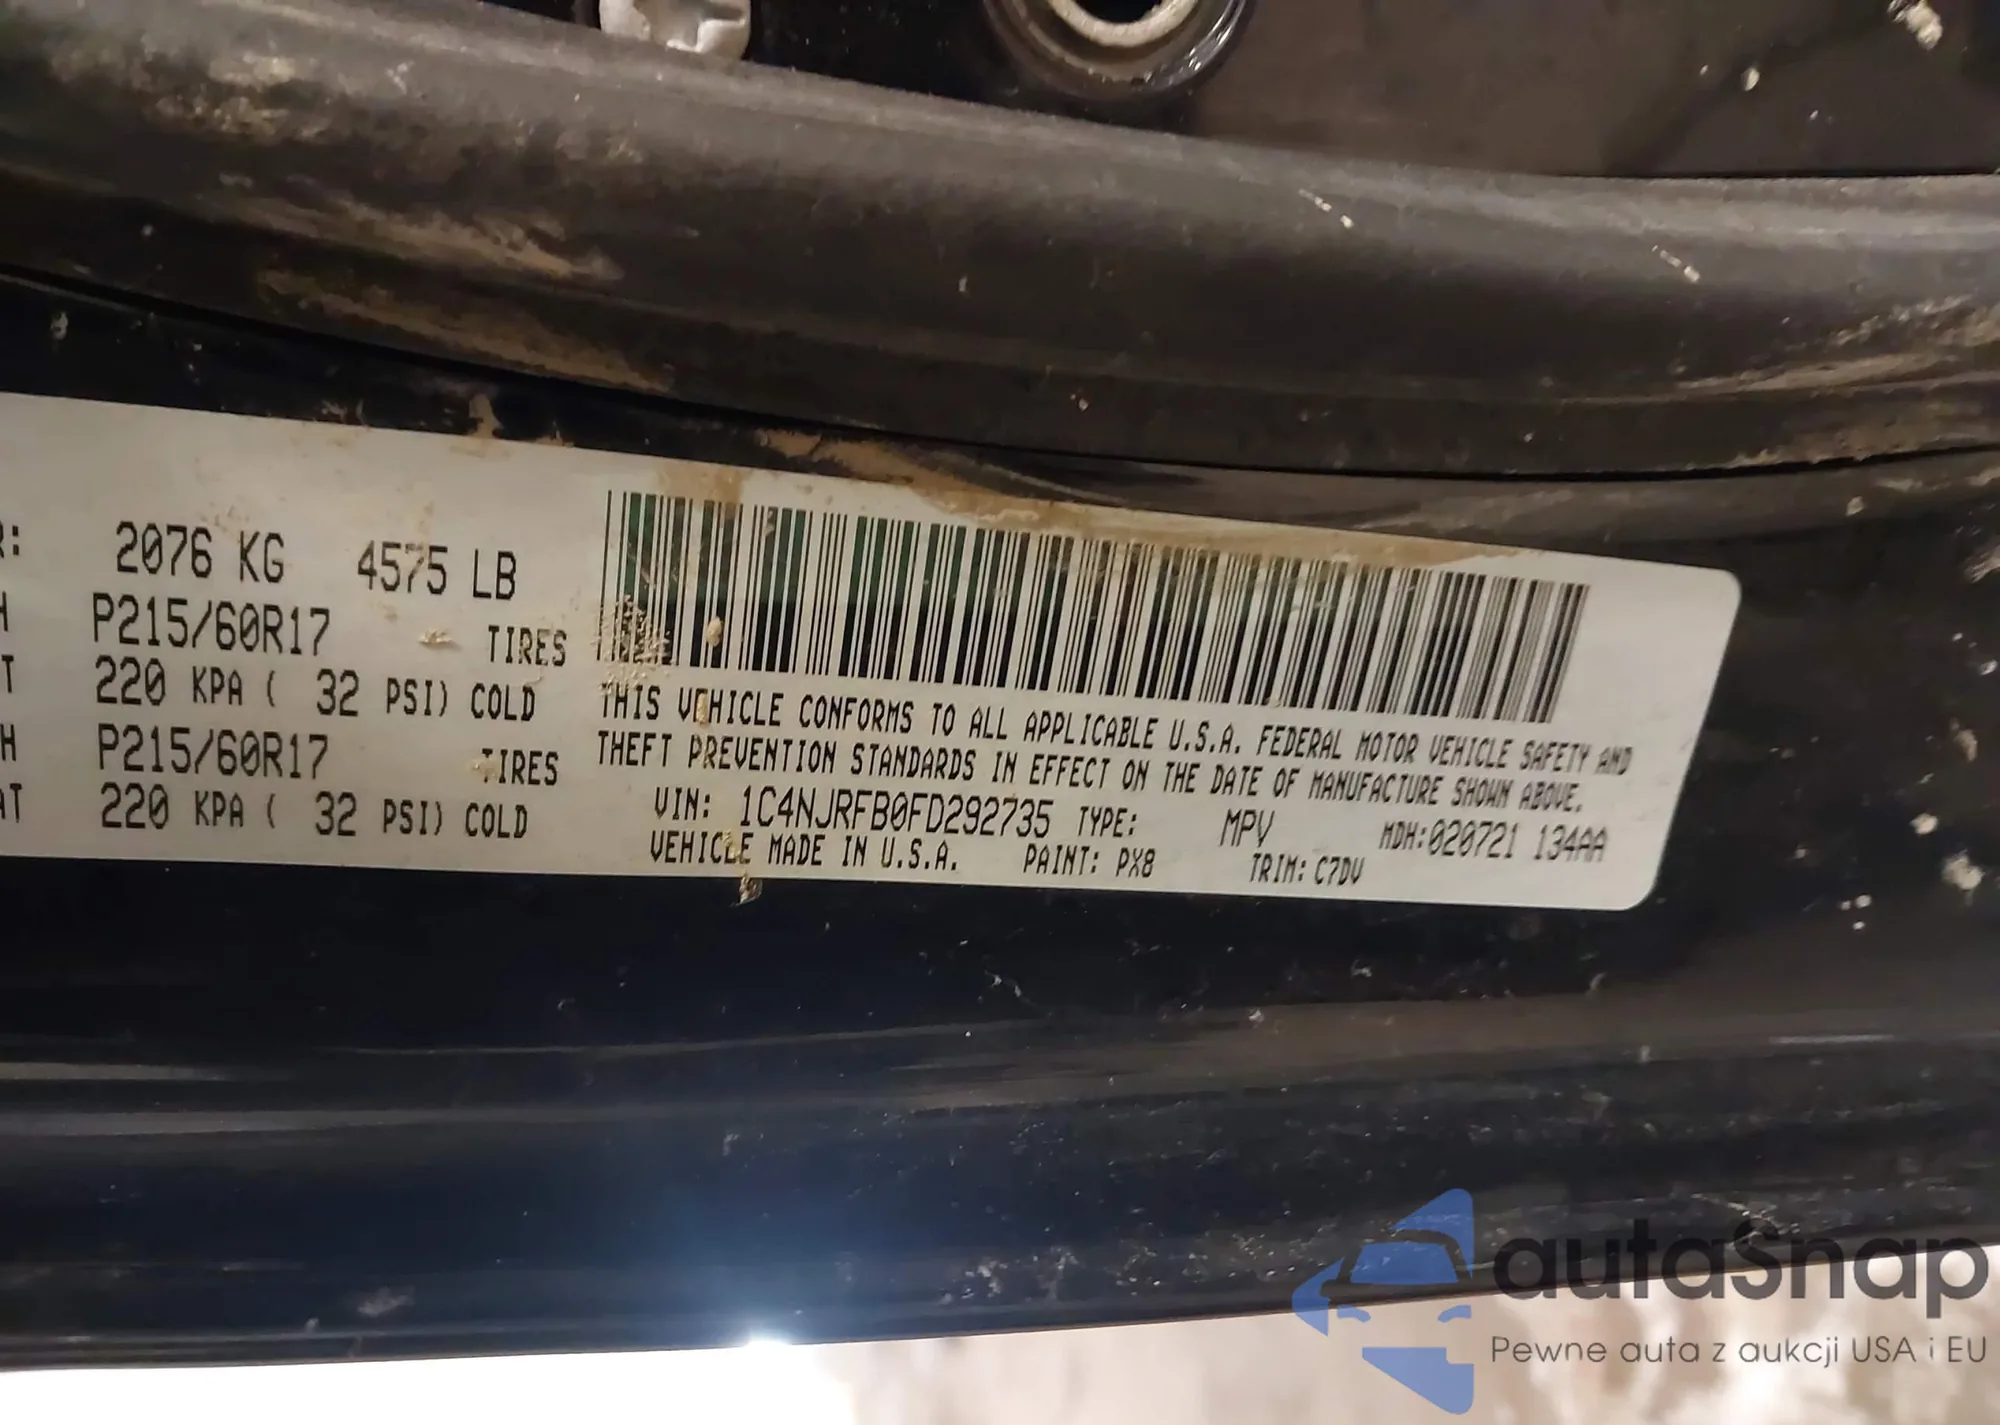 R: 2076 KG 4575 LB
H P215/60R17 TIRES
T 220 KPA ( 32 PSI) COLD
H P215/60R17 TIRES
AT 220 KPA ( 32 PSI) COLD
THIS VEHICLE CONFORMS TO ALL APPLICABLE U.S.A. FEDERAL MOTOR VEHICLE SAFETY AND
THEFT PREVENTION STANDARDS IN EFFECT ON THE DATE OF MANUFACTURE SHOWN ABOVE.
VIN: 1C4NJRFB0FD292735 TYPE: MPV MDH:020721 134AA
VEHICLE MADE IN U.S.A. PAINT: PX8 TRIM: C7DV
autaSnap
Pewne auta z aukcji USA i EU